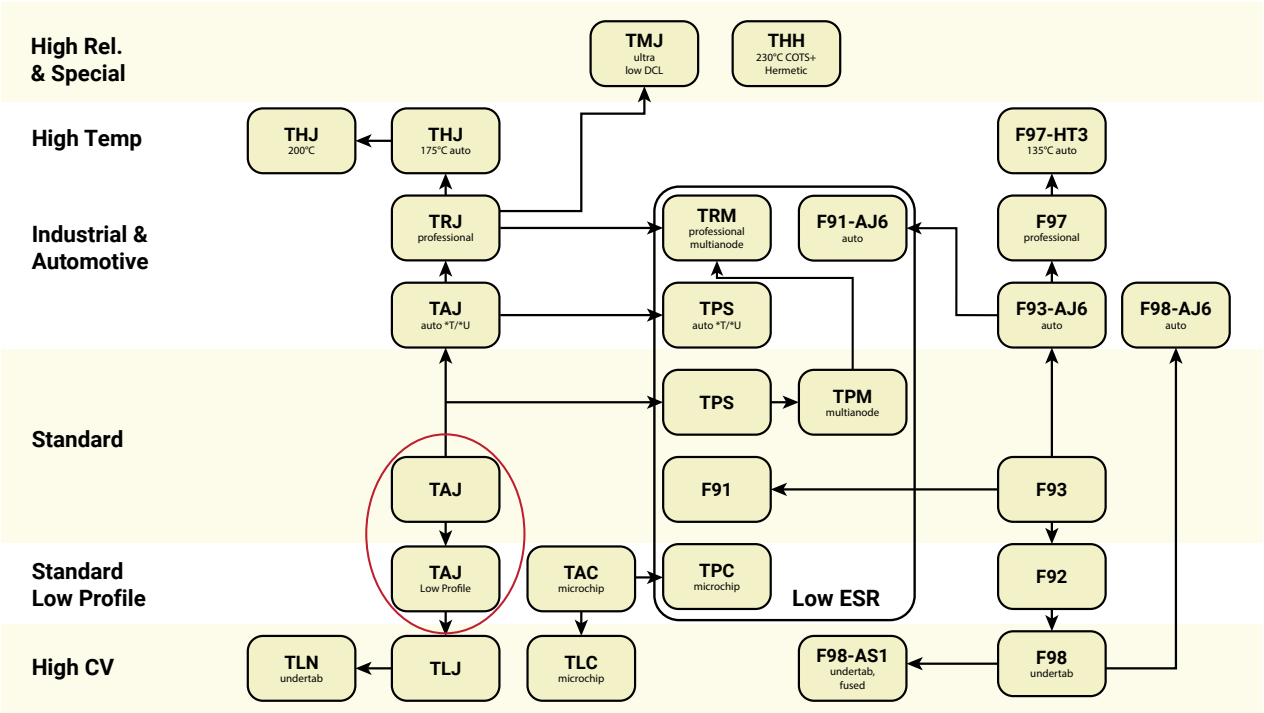 High Rel.
& Special
TMJ
ultra
low DCL
THH
230°C COTS+
Hermetic
High Temp
THJ
200°C
THJ
175°C auto
F97-HT3
135°C auto
Industrial &
Automotive
TRJ
professional
TRM
professional
multianode
F91-AJ6
auto
F97
professional
TAJ
auto *T/*U
TPS
auto *T/*U
F93-AJ6
auto
F98-AJ6
auto
Standard
TPS
TPM
multianode
TAJ
F91
F93
Standard
Low Profile
TAJ
Low Profile
TAC
microchip
TPC
microchip
Low ESR
F92
High CV
TLN
undertab
TLJ
TLC
microchip
F98-AS1
undertab,
fused
F98
undertab